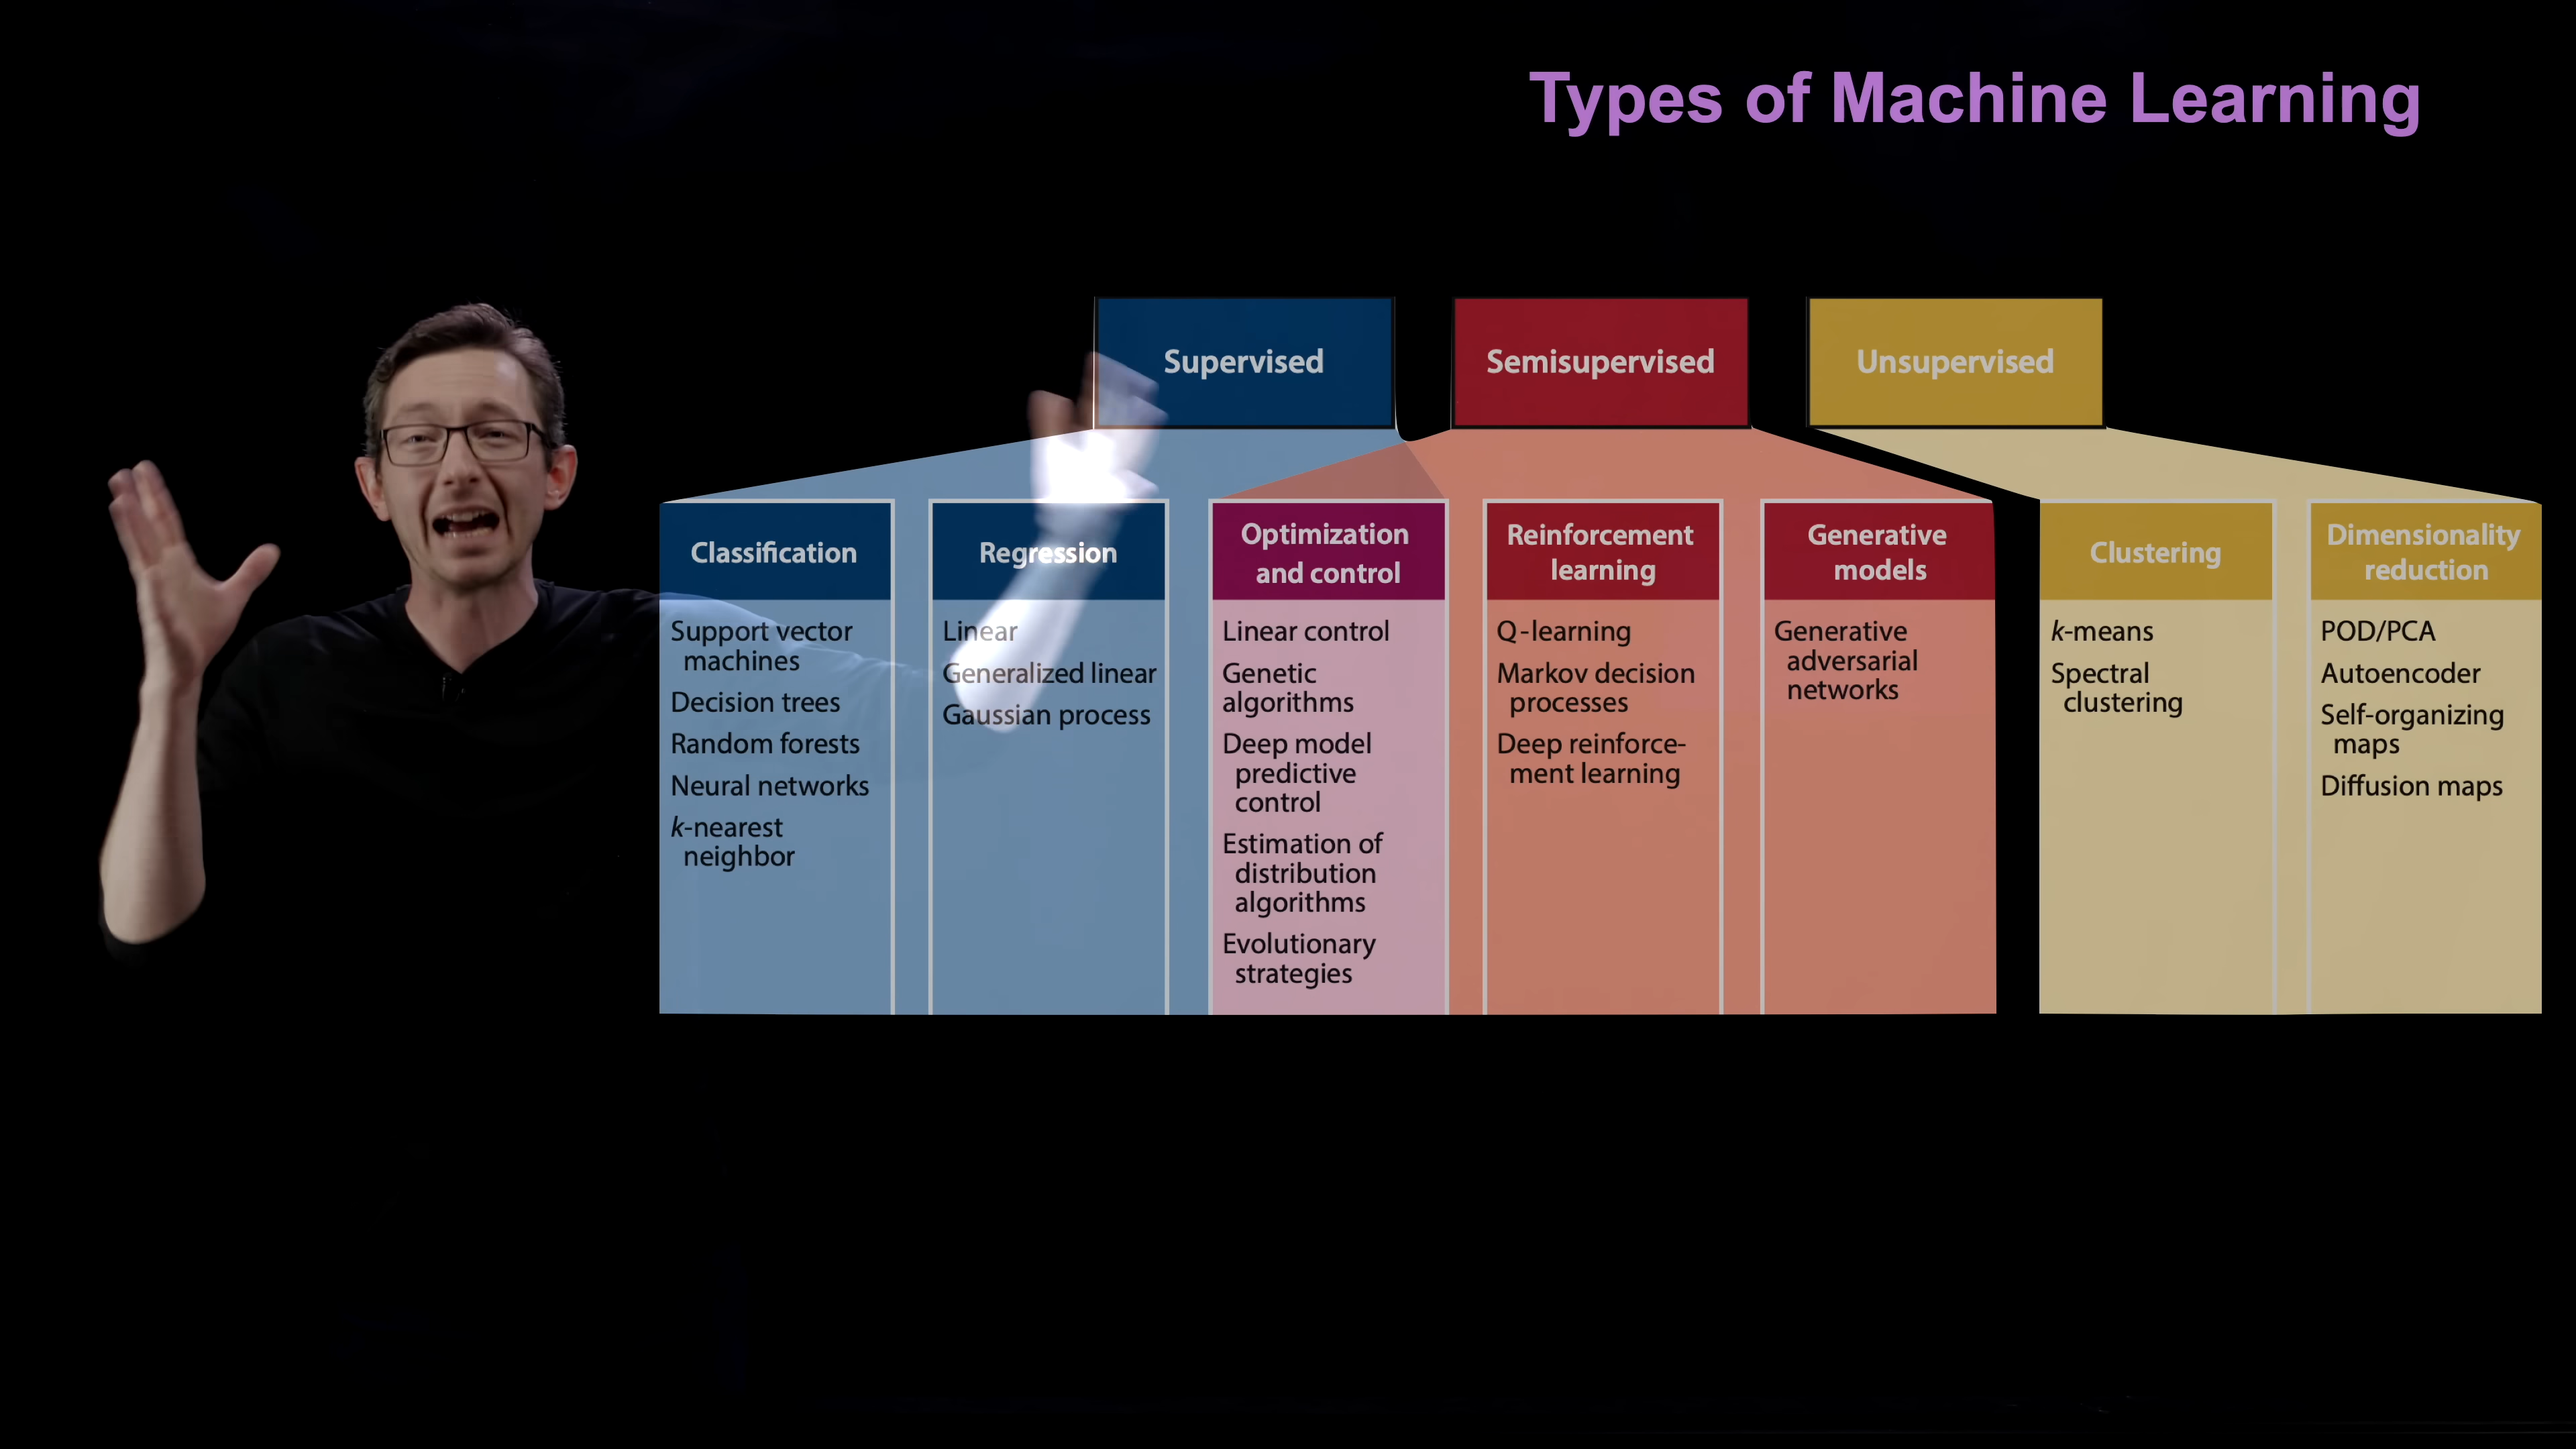 Types of Machine Learning
Supervised
Semisupervised
Unsupervised
Classification
Support vector
machines
Decision trees
Random forests
Neural networks
k-nearest
neighbor
Regression
Linear
Generalized linear
Gaussian process
Optimization
and control
Linear control
Genetic
algorithms
Deep model
predictive
control
Estimation of
distribution
algorithms
Evolutionary
strategies
Reinforcement
learning
Q-learning
Markov decision
processes
Deep reinforce-
ment learning
Generative
models
Generative
adversarial
networks
Clustering
k-means
Spectral
clustering
Dimensionality
reduction
POD/PCA
Autoencoder
Self-organizing
maps
Diffusion maps